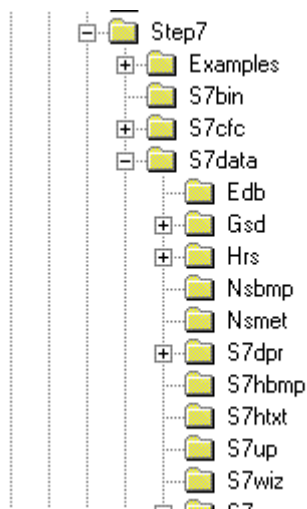 Step7
Examples
S7bin
S7cfc
S7data
Edb
Gsd
Hrs
Nsbmp
Nsmet
S7dpr
S7hbmp
S7htxt
S7up
S7wiz